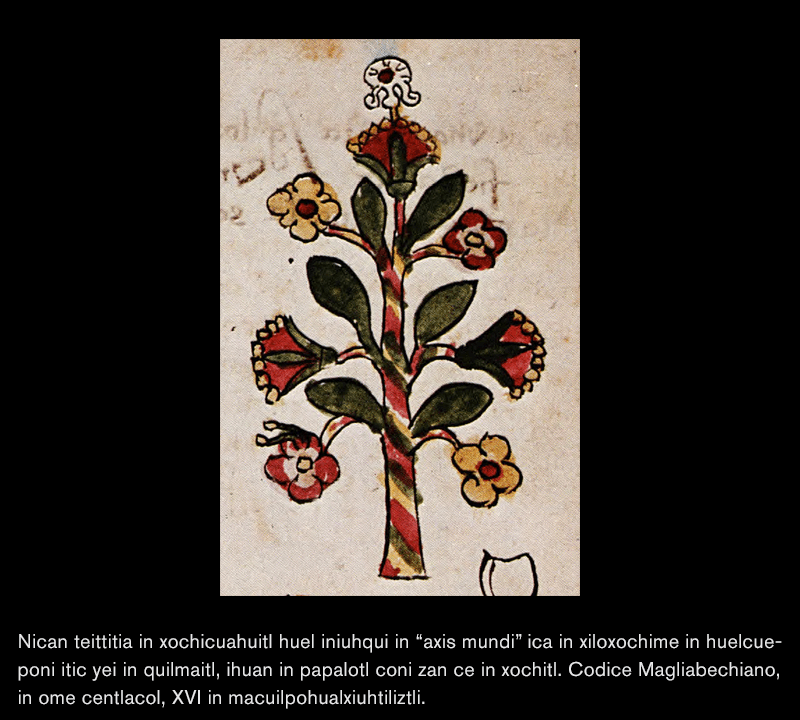 Nican teittitia in xochicuahuitl huel iniuhqui in “axis mundi” ica in xiloxochime in huelcue-
poni itic yei in quilmaitl, ihuan in papalotl coni zan ce in xochitl. Codice Magliabechiano,
in ome centlacol, XVI in macuilpohualxiuhtiliztli.